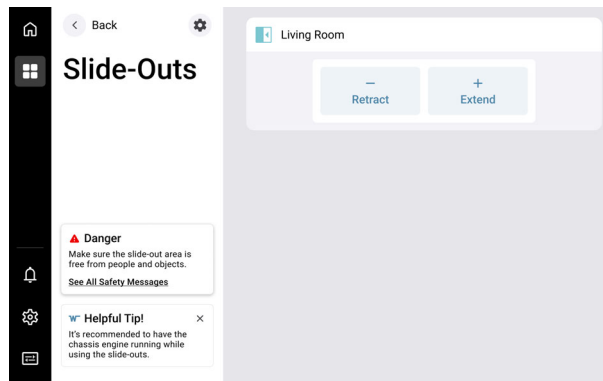 Back
Slide-Outs
Danger
Make sure the slide-out area is
free from people and objects.
See All Safety Messages
Helpful Tip!
It's recommended to have the
chassis engine running while
using the slide-outs.
Living Room
− Retract
+ Extend